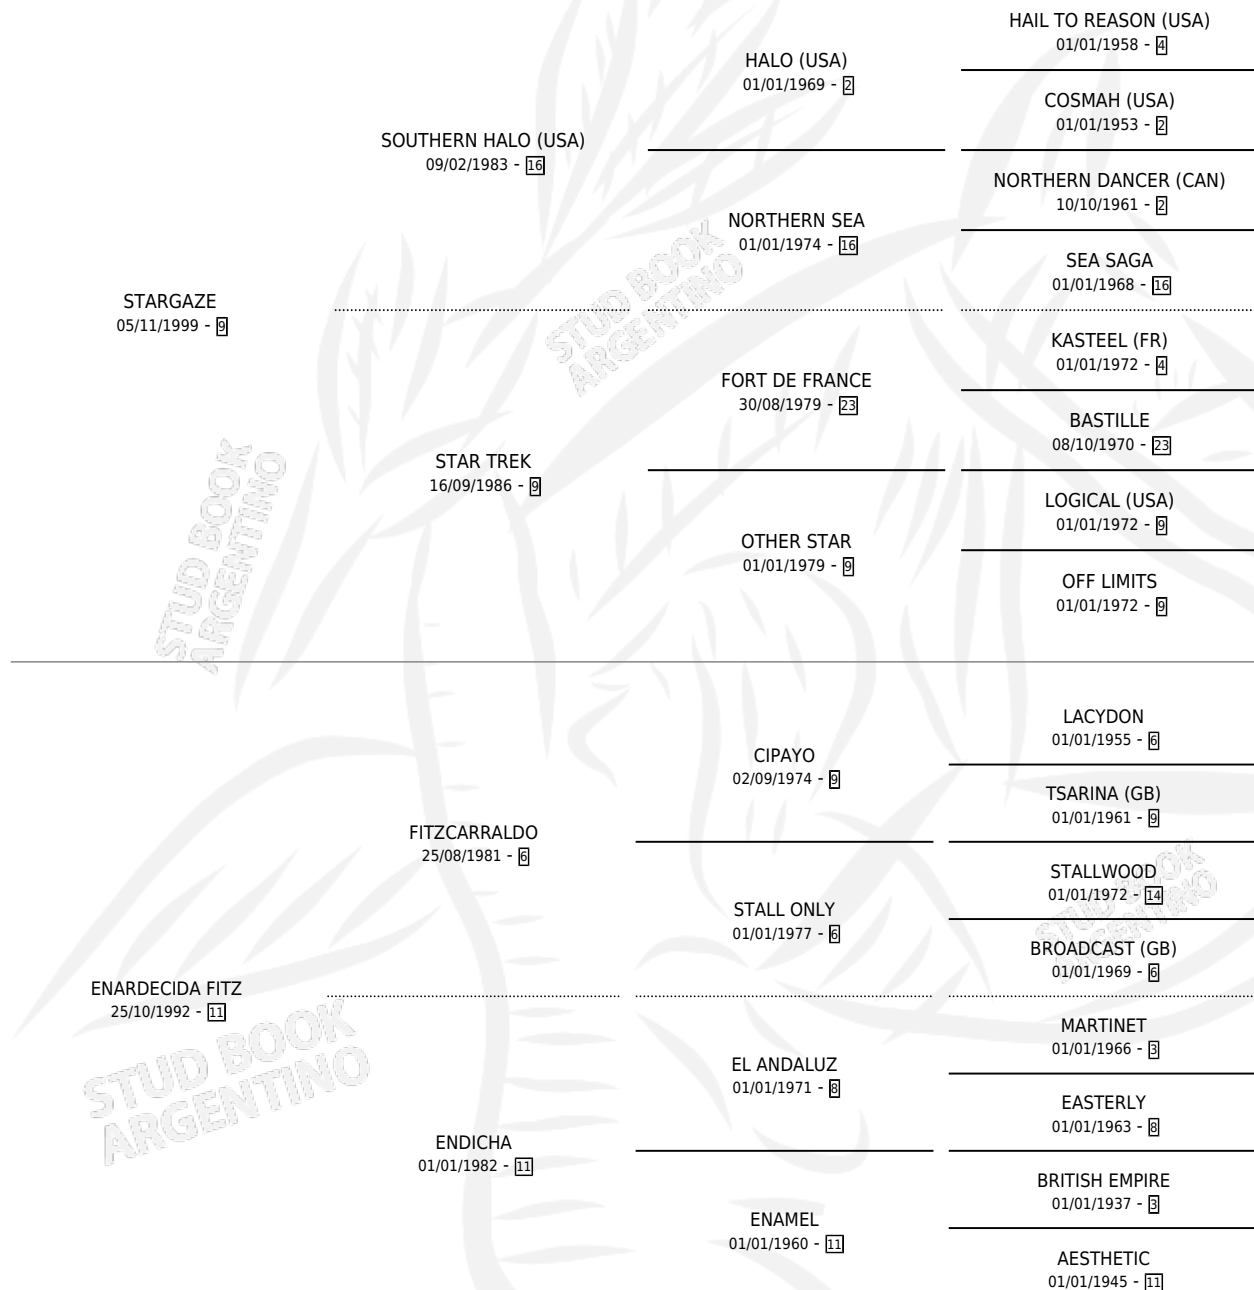 HAIL TO REASON (USA)
01/01/1958 - 4
HALO (USA)
01/01/1969 - 2
COSMAH (USA)
01/01/1953 - 2
SOUTHERN HALO (USA)
09/02/1983 - 16
NORTHERN DANCER (CAN)
10/10/1961 - 2
NORTHERN SEA
01/01/1974 - 16
SEA SAGA
01/01/1968 - 16
STARGAZE
05/11/1999 - 9
STUD BOOK
ARGENTINO
KASTEEL (FR)
01/01/1972 - 4
FORT DE FRANCE
30/08/1979 - 23
BASTILLE
08/10/1970 - 23
STAR TREK
16/09/1986 - 9
LOGICAL (USA)
01/01/1972 - 9
OTHER STAR
01/01/1979 - 9
OFF LIMITS
01/01/1972 - 9
STUD BOOK
ARGENTINO
LACYDON
01/01/1955 - 6
CIPAYO
02/09/1974 - 9
TSARINA (GB)
01/01/1961 - 9
FITZCARRALDO
25/08/1981 - 6
STALLWOOD
01/01/1972 - 14
STUD BOOK
ARGENTINO
STALL ONLY
01/01/1977 - 6
BROADCAST (GB)
01/01/1969 - 6
ENARDECIDA FITZ
25/10/1992 - 11
STUD BOOK
ARGENTINO
MARTINET
01/01/1966 - 3
EL ANDALUZ
01/01/1971 - 8
EASTERLY
01/01/1963 - 8
ENDICHA
01/01/1982 - 11
BRITISH EMPIRE
01/01/1937 - 3
ENAMEL
01/01/1960 - 11
AESTHETIC
01/01/1945 - 11